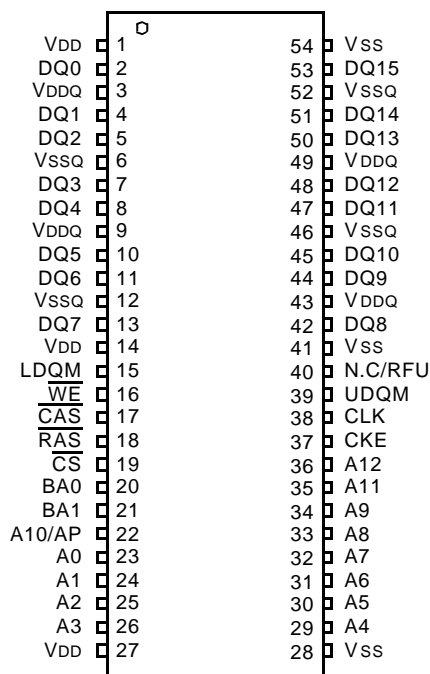 VDD 1 54 VSS
DQ0 2 53 DQ15
VDDQ 3 52 VSSQ
DQ1 4 51 DQ14
DQ2 5 50 DQ13
VSSQ 6 49 VDDQ
DQ3 7 48 DQ12
DQ4 8 47 DQ11
VDDQ 9 46 VSSQ
DQ5 10 45 DQ10
DQ6 11 44 DQ9
VSSQ 12 43 VDDQ
DQ7 13 42 DQ8
VDD 14 41 VSS
LDQM 15 40 N.C/RFU
WE 16 39 UDQM
CAS 17 38 CLK
RAS 18 37 CKE
CS 19 36 A12
BA0 20 35 A11
BA1 21 34 A9
A10/AP 22 33 A8
A0 23 32 A7
A1 24 31 A6
A2 25 30 A5
A3 26 29 A4
VDD 27 28 VSS